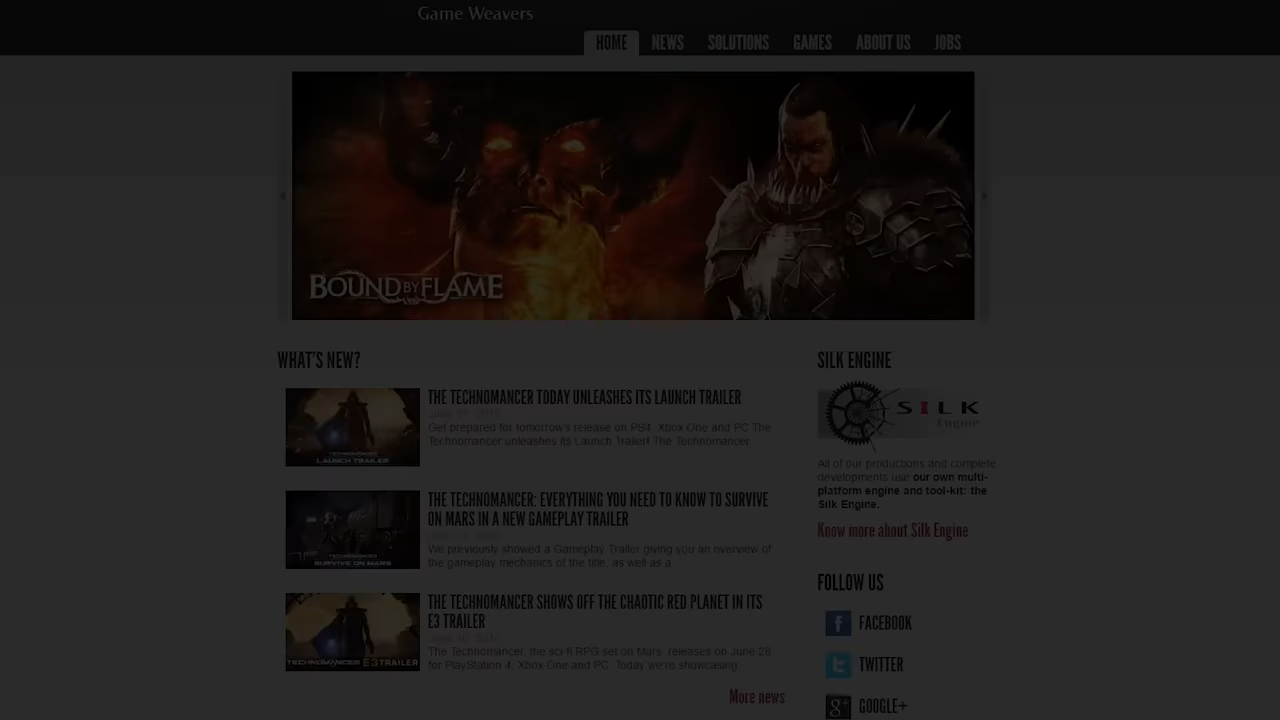 Game Weavers
HOME NEWS SOLUTIONS GAMES ABOUT US JOBS
BOUND BY FLAME
WHAT'S NEW?
THE TECHNOMANCER TODAY UNLEASHES ITS LAUNCH TRAILER
Get prepared for tomorrow's release on PS4, Xbox One and PC The
Technomancer unleashes its Launch Trailer! The Technomancer
TECHNOMANCER
LAUNCH TRAILER
THE TECHNOMANCER: EVERYTHING YOU NEED TO KNOW TO SURVIVE
ON MARS IN A NEW GAMEPLAY TRAILER
We previously showed a Gameplay Trailer giving you an overview of
the gameplay mechanics of the title, as well as a
TECHNOMANCER
SURVIVE ON MARS
THE TECHNOMANCER SHOWS OFF THE CHAOTIC RED PLANET IN ITS
E3 TRAILER
The Technomancer, the sci-fi RPG set on Mars, releases on June 28
for PlayStation 4, Xbox One and PC. Today we're showcasing
TECHNOMANCER E3 TRAILER
More news
SILK ENGINE
SILK
Engine
All of our productions and complete
developments use our own multi-
platform engine and tool-kit: the
Silk Engine.
Know more about Silk Engine
FOLLOW US
FACEBOOK
TWITTER
GOOGLE+